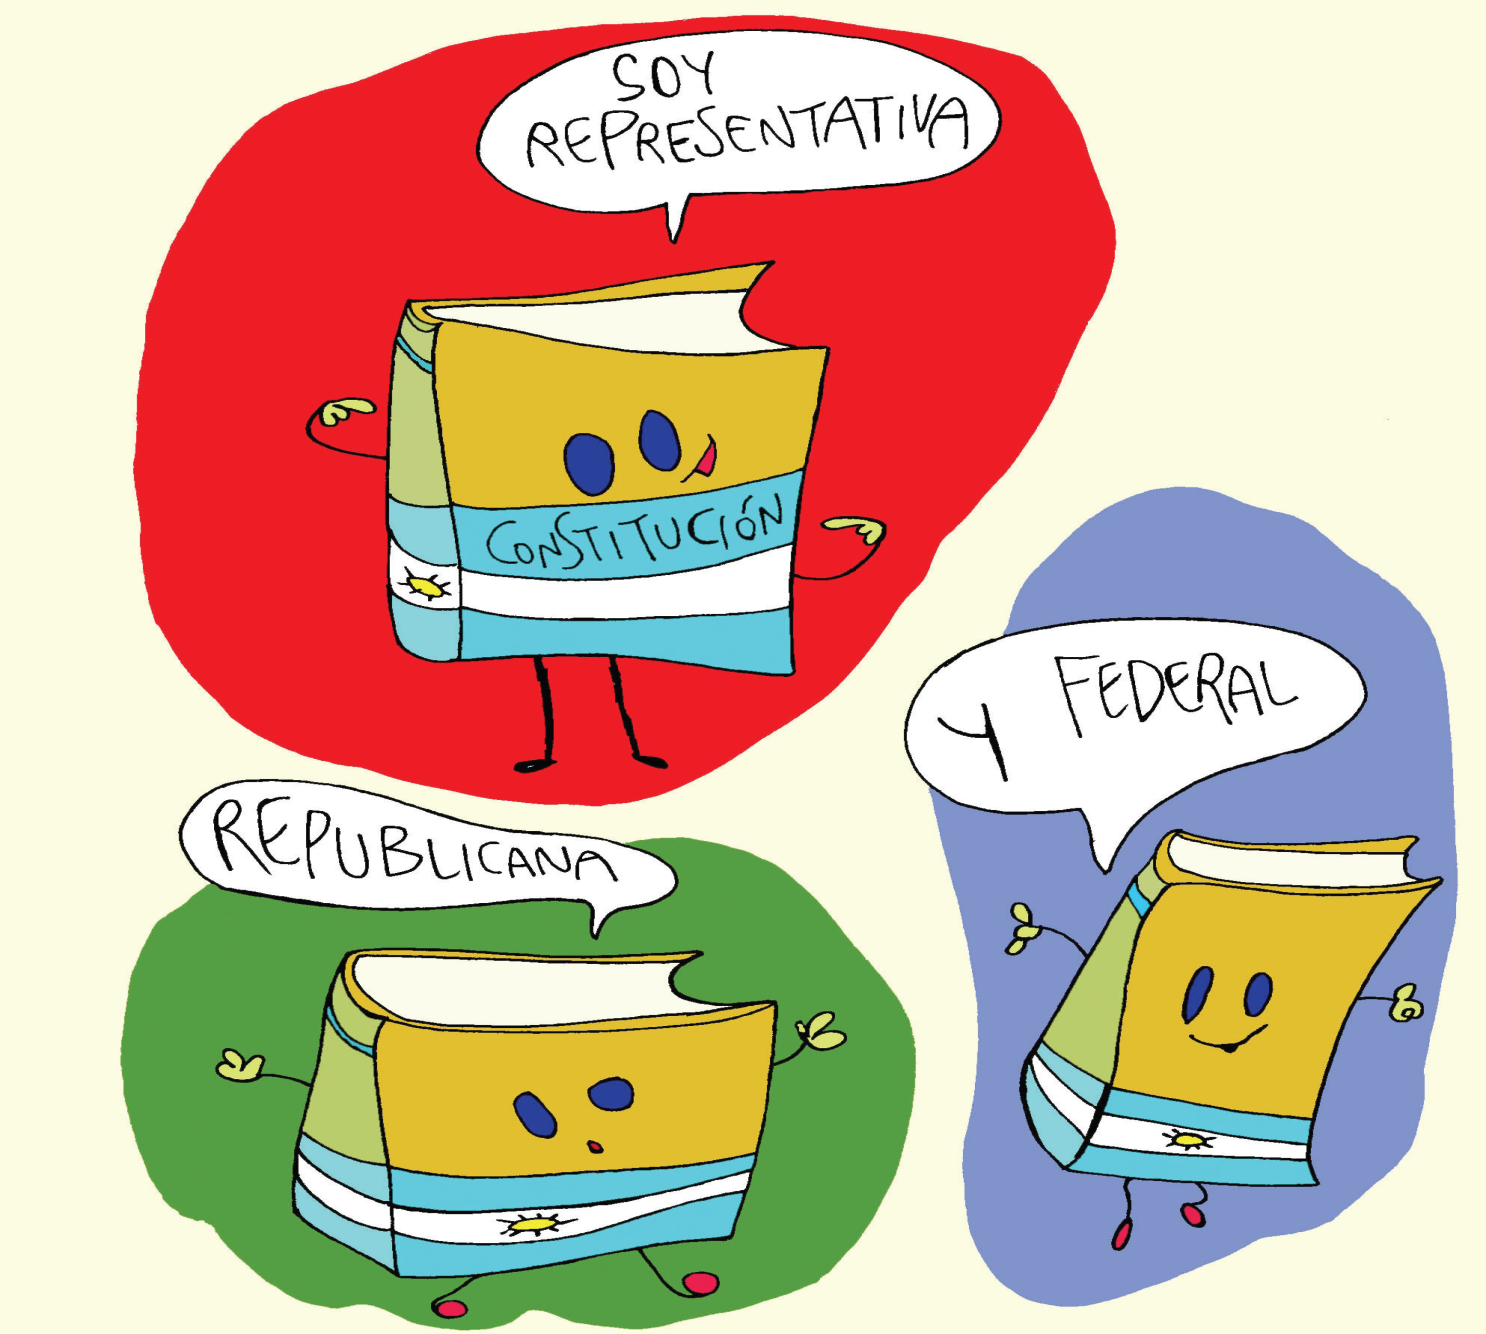 SOY
REPRESENTATIVA
CONSTITUCIÓN
REPUBLICANA
Y FEDERAL